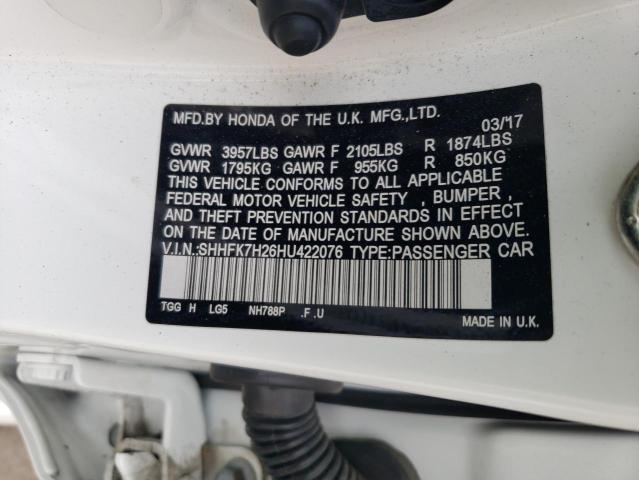 MFD.BY HONDA OF THE U.K. MFG.,LTD.
03/17
GVWR 3957LBS GAWR F 2105LBS R 1874LBS
GVWR 1795KG GAWR F 955KG R 850KG
THIS VEHICLE CONFORMS TO ALL APPLICABLE
FEDERAL MOTOR VEHICLE SAFETY , BUMPER ,
AND THEFT PREVENTION STANDARDS IN EFFECT
ON THE DATE OF MANUFACTURE SHOWN ABOVE.
V.I.N.:SHHFK7H26HU422076 TYPE:PASSENGER CAR
TGG H LG5 NH788P .F .U
MADE IN U.K.